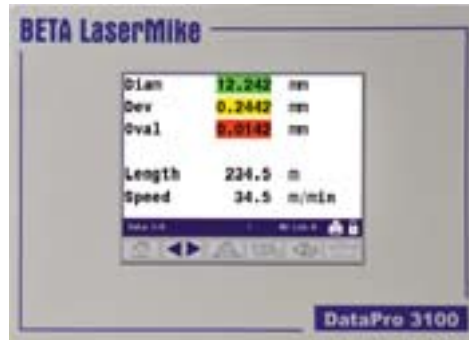 BETA LaserMike
Diam 12.242 mm
Dev 0.2442 mm
Oval 0.0142 mm
Length 234.5 m
Speed 34.5 m/min
DataPro 3100